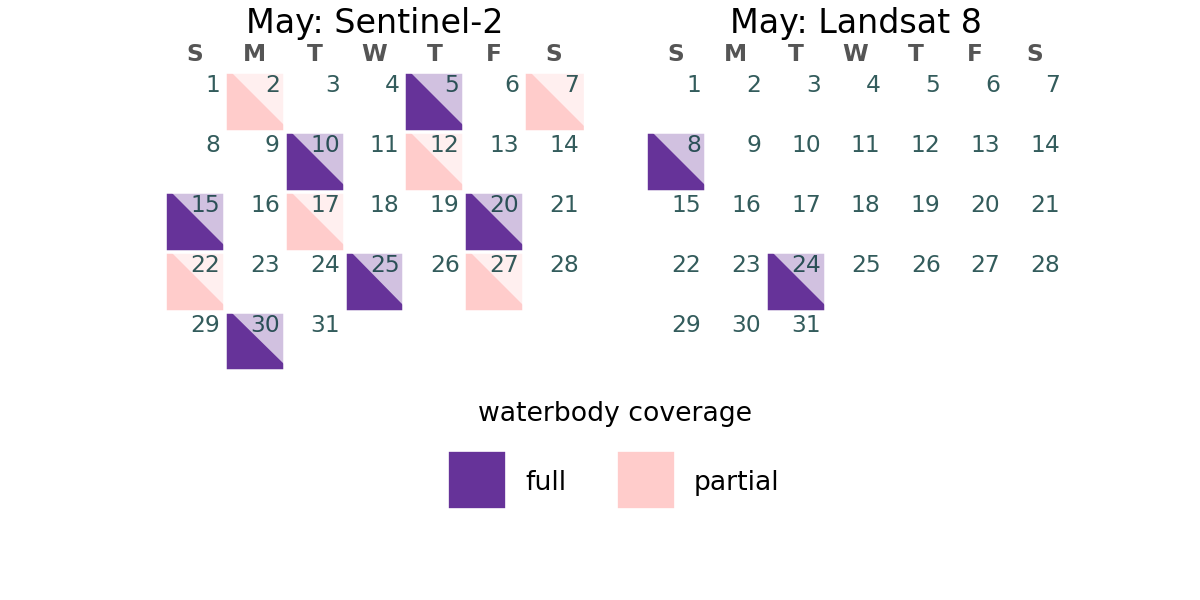 May: Sentinel-2
S M T W T F S
1 2 3 4 5 6 7
8 9 10 11 12 13 14
15 16 17 18 19 20 21
22 23 24 25 26 27 28
29 30 31
May: Landsat 8
S M T W T F S
1 2 3 4 5 6 7
8 9 10 11 12 13 14
15 16 17 18 19 20 21
22 23 24 25 26 27 28
29 30 31
waterbody coverage
full
partial